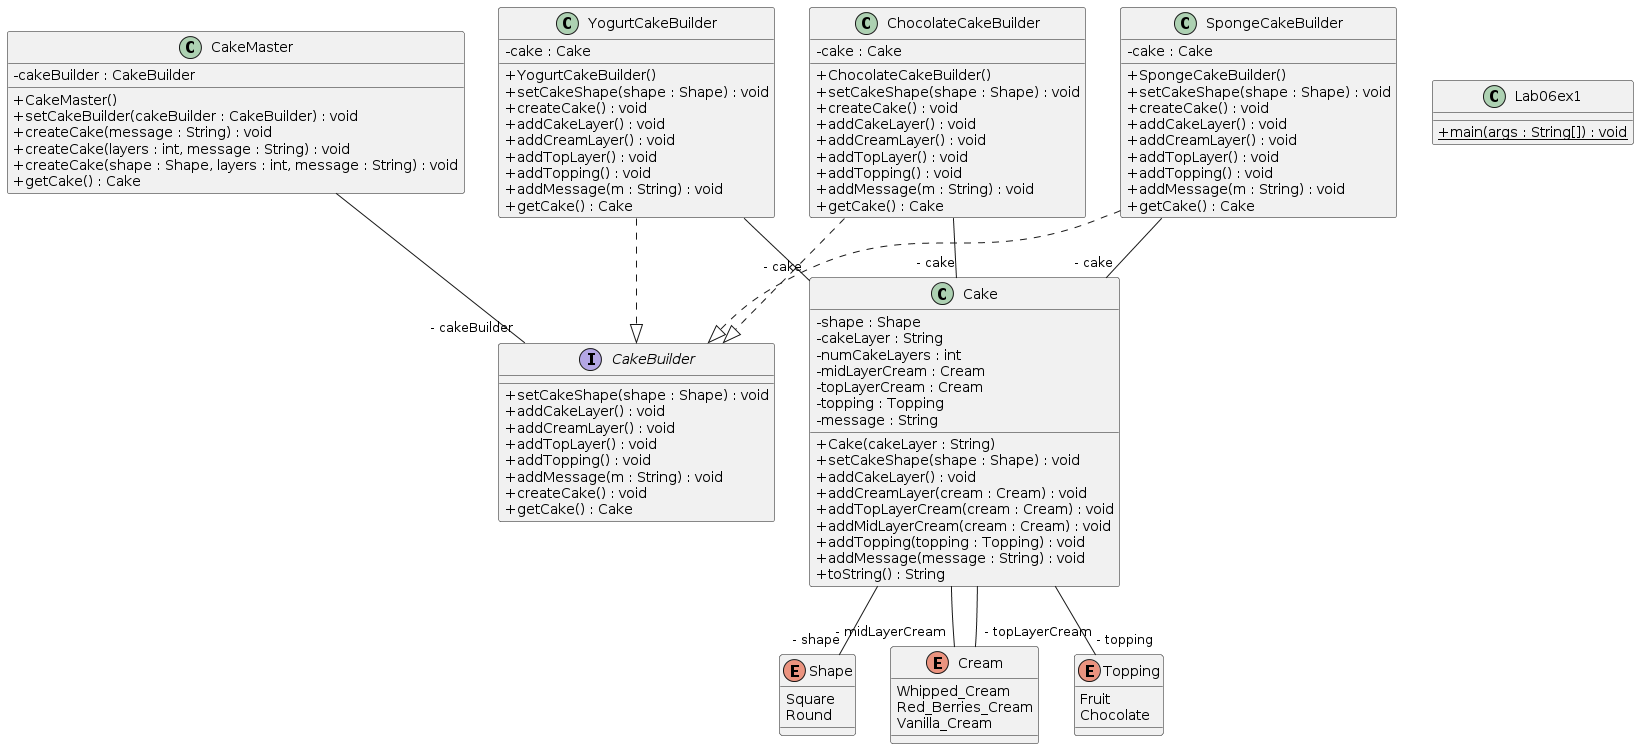 C CakeMaster
-cakeBuilder : CakeBuilder
+CakeMaster()
+setCakeBuilder(cakeBuilder : CakeBuilder) : void
+createCake(message : String) : void
+createCake(layers : int, message : String) : void
+createCake(shape : Shape, layers : int, message : String) : void
+getCake() : Cake
C YogurtCakeBuilder
-cake : Cake
+YogurtCakeBuilder()
+setCakeShape(shape : Shape) : void
+createCake() : void
+addCakeLayer() : void
+addCreamLayer() : void
+addTopLayer() : void
+addTopping() : void
+addMessage(m : String) : void
+getCake() : Cake
C ChocolateCakeBuilder
-cake : Cake
+ChocolateCakeBuilder()
+setCakeShape(shape : Shape) : void
+createCake() : void
+addCakeLayer() : void
+addCreamLayer() : void
+addTopLayer() : void
+addTopping() : void
+addMessage(m : String) : void
+getCake() : Cake
C SpongeCakeBuilder
-cake : Cake
+SpongeCakeBuilder()
+setCakeShape(shape : Shape) : void
+createCake() : void
+addCakeLayer() : void
+addCreamLayer() : void
+addTopLayer() : void
+addTopping() : void
+addMessage(m : String) : void
+getCake() : Cake
C Lab06ex1
+main(args : String[]) : void
- cake
- cake
- cake
- cakeBuilder
I CakeBuilder
+setCakeShape(shape : Shape) : void
+addCakeLayer() : void
+addCreamLayer() : void
+addTopLayer() : void
+addTopping() : void
+addMessage(m : String) : void
+createCake() : void
+getCake() : Cake
C Cake
-shape : Shape
-cakeLayer : String
-numCakeLayers : int
-midLayerCream : Cream
-topLayerCream : Cream
-topping : Topping
-message : String
+Cake(cakeLayer : String)
+setCakeShape(shape : Shape) : void
+addCakeLayer() : void
+addCreamLayer(cream : Cream) : void
+addTopLayerCream(cream : Cream) : void
+addMidLayerCream(cream : Cream) : void
+addTopping(topping : Topping) : void
+addMessage(message : String) : void
+toString() : String
- shape
- midLayerCream
- topLayerCream
- topping
E Shape
Square
Round
E Cream
Whipped_Cream
Red_Berries_Cream
Vanilla_Cream
E Topping
Fruit
Chocolate